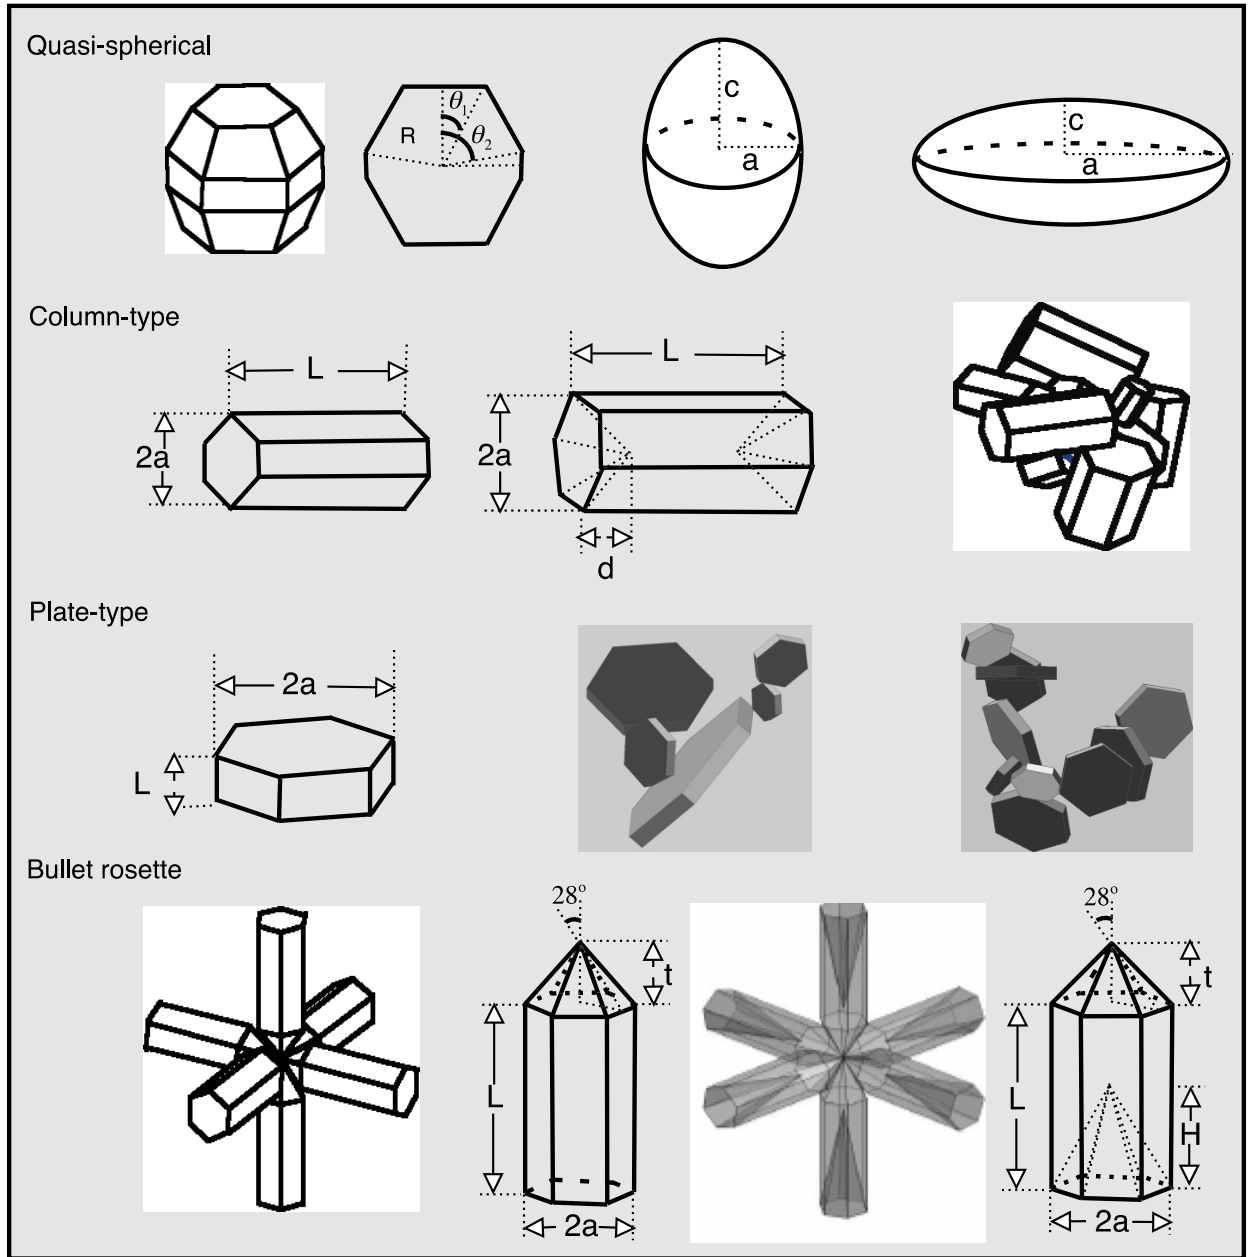 Quasi-spherical
θ₁
R
θ₂
c
a
c
a
Column-type
L
2a
L
2a
d
Plate-type
2a
L
Bullet rosette
28°
t
L
2a
28°
t
L
H
2a